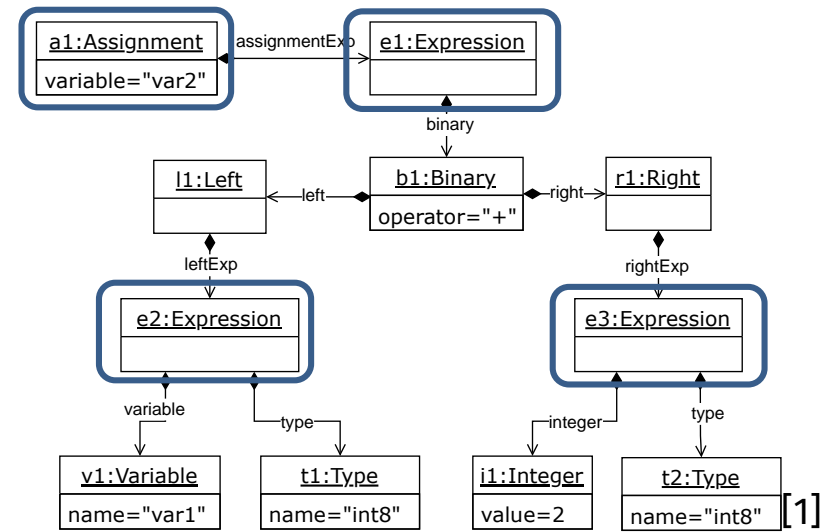 a1:Assignment
variable="var2"
assignmentExp
e1:Expression
binary
l1:Left
left
b1:Binary
operator="+"
right
r1:Right
leftExp
rightExp
e2:Expression
e3:Expression
variable
type
integer
type
v1:Variable
name="var1"
t1:Type
name="int8"
i1:Integer
value=2
t2:Type
name="int8"
[1]